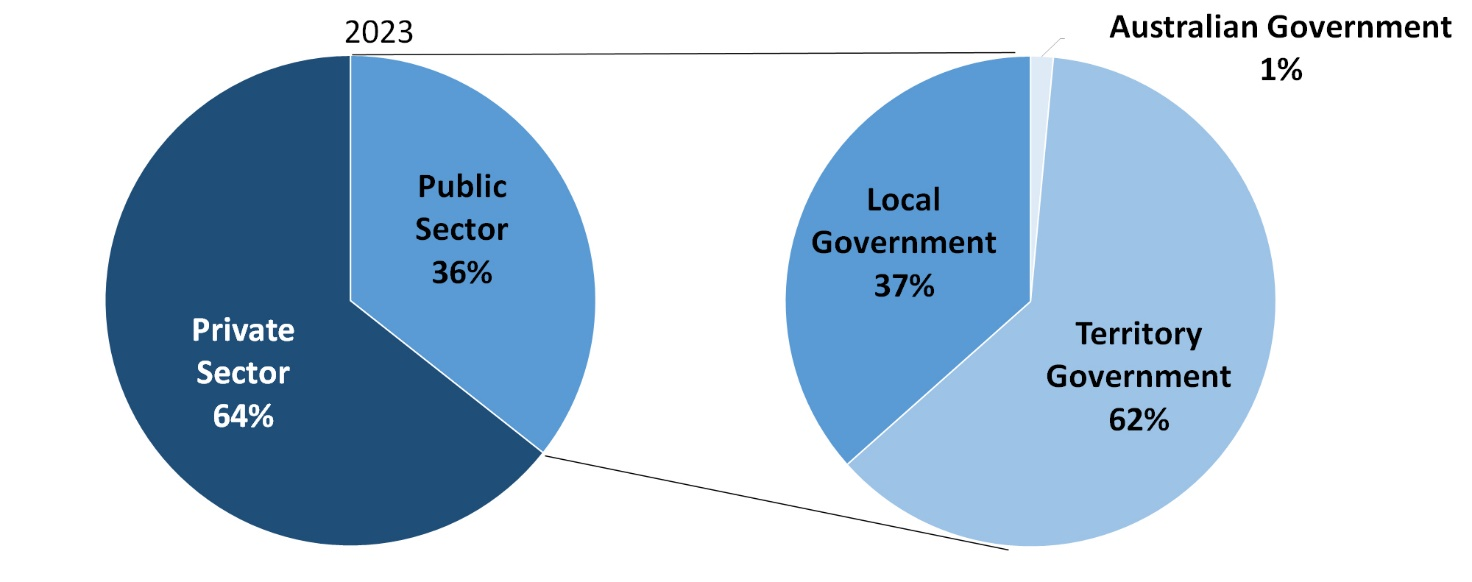 2023
Public
Sector
36%
Private
Sector
64%
Australian Government
1%
Local
Government
37%
Territory
Government
62%